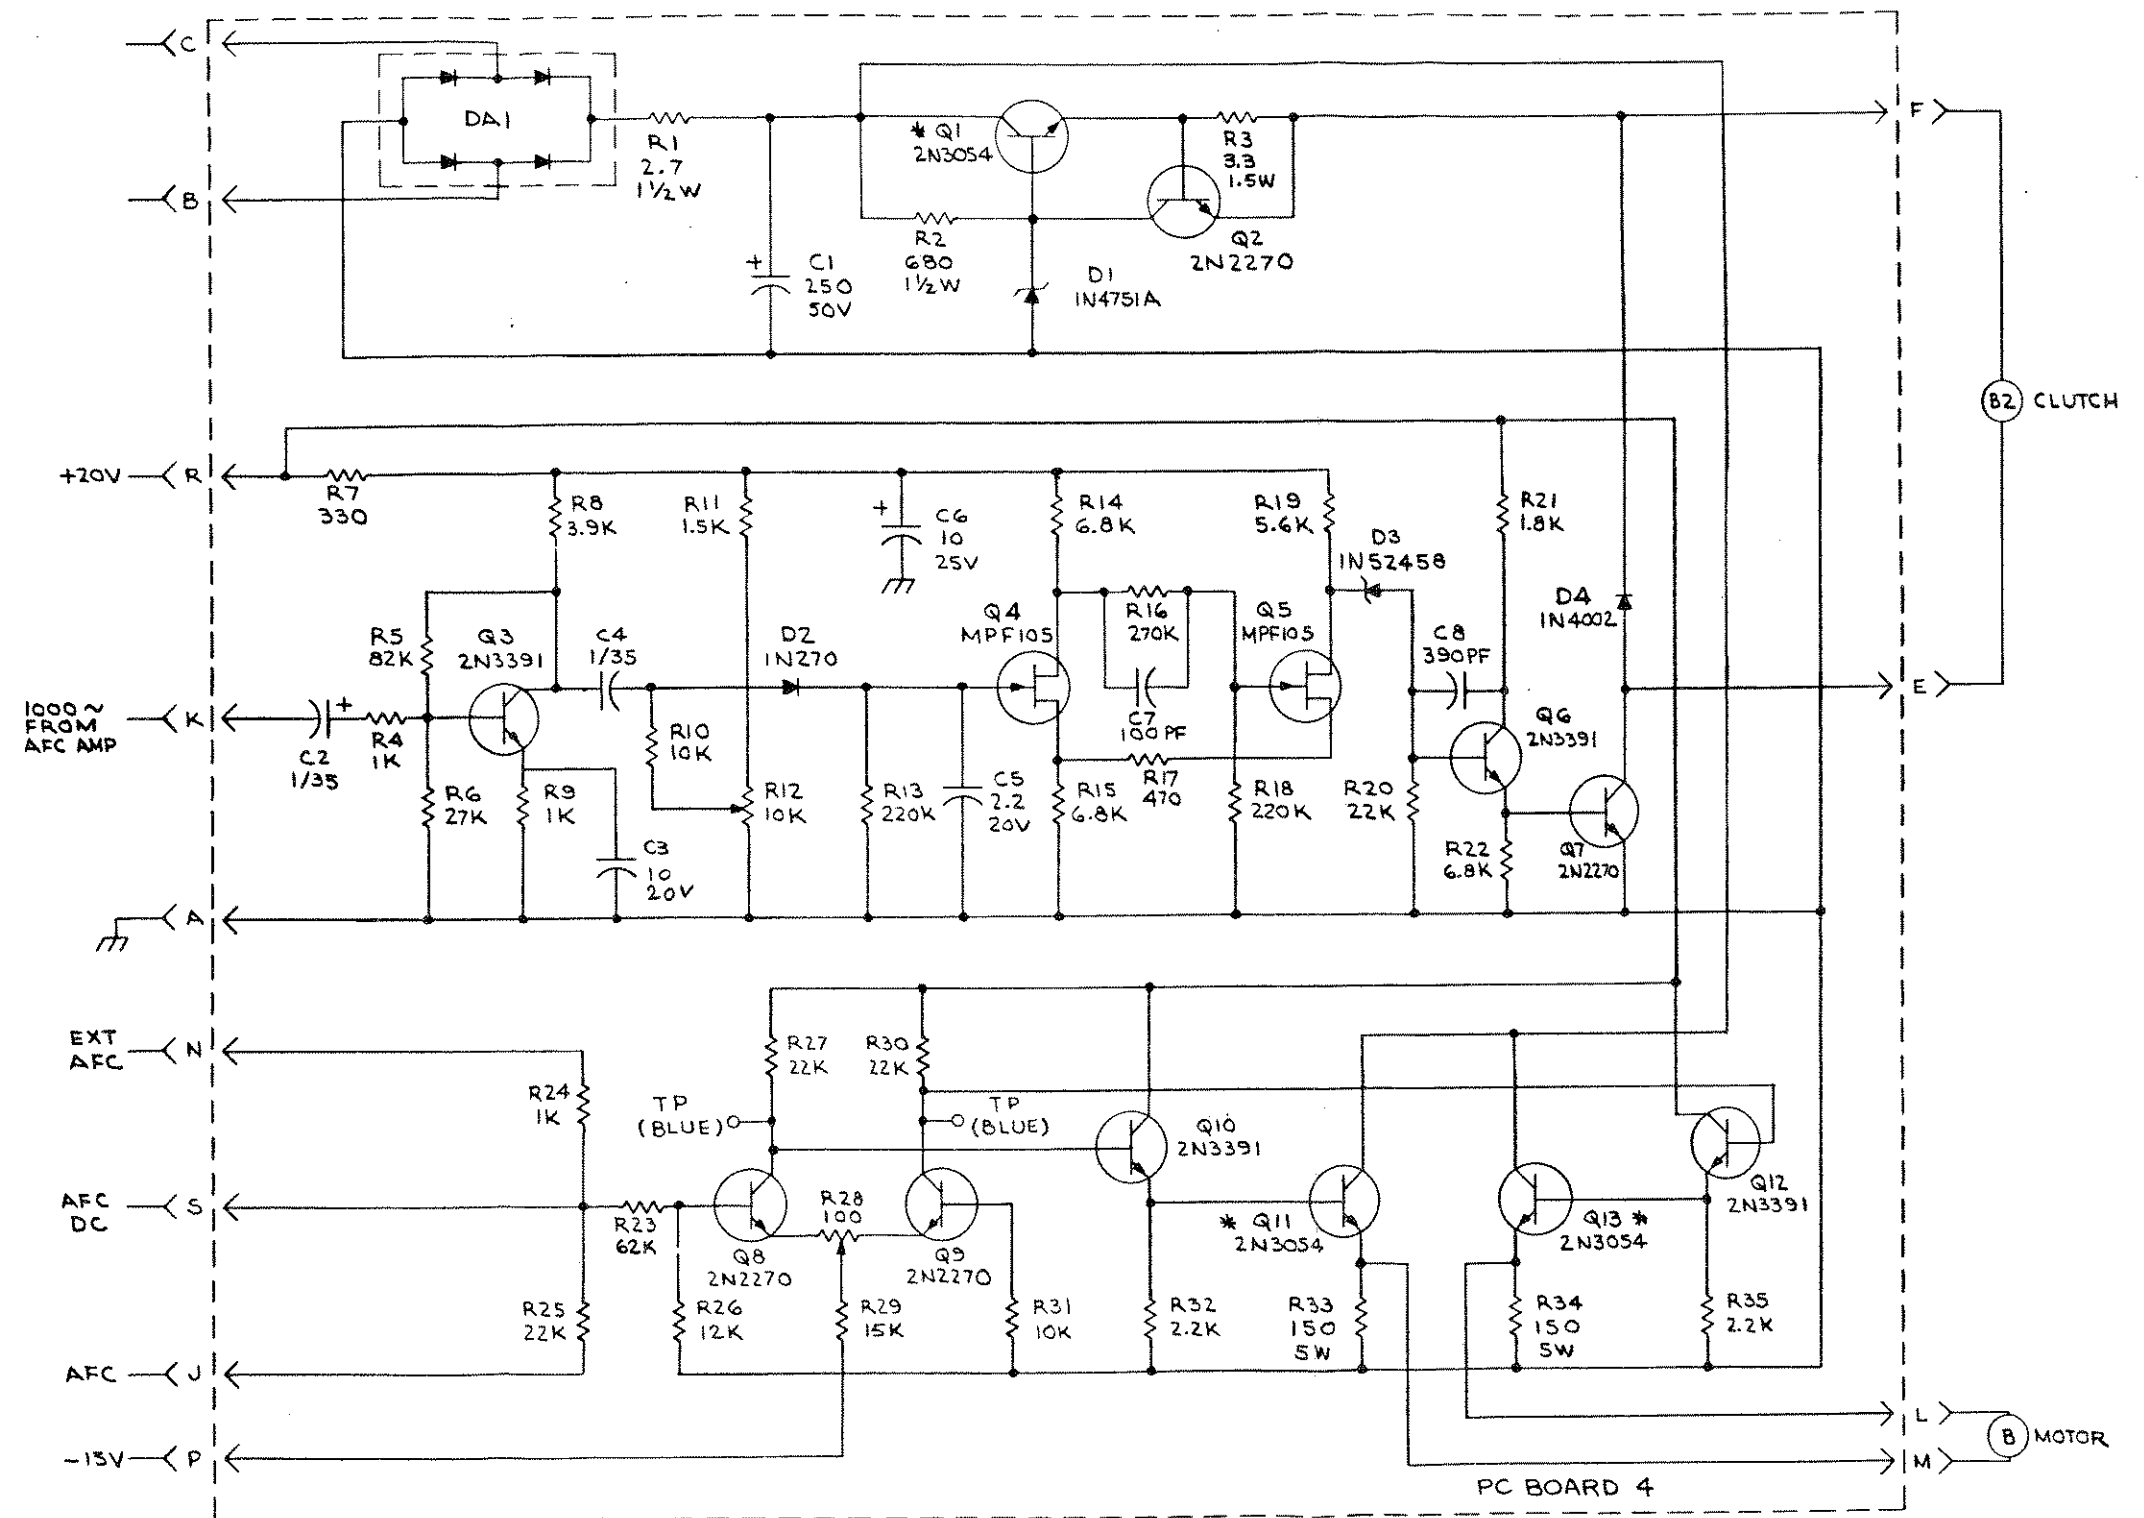 C
DA1
R1
2.7
1½W
* Q1
2N3054
R3
3.3
1.5W
F
B
R2
680
1½W
Q2
2N2270
+
C1
250
50V
D1
1N4751A
B2 CLUTCH
+20V
R
R7
330
R8
3.9K
R11
1.5K
+
C6
10
25V
R14
6.8K
R19
5.6K
D3
1N5245B
R21
1.8K
R5
82K
Q3
2N3391
C4
1/35
D2
1N270
Q4
MPF105
R16
270K
Q5
MPF105
C8
390PF
D4
1N4002
E
1000~
FROM
AFC AMP
K
+
C2
1/35
R4
1K
R10
10K
C7
100PF
Q6
2N3391
R6
27K
R9
1K
R12
10K
R13
220K
C5
2.2
20V
R15
6.8K
R17
470
R18
220K
R20
22K
C3
10
20V
R22
6.8K
Q7
2N2270
A
EXT
AFC
N
R24
1K
R27
22K
R30
22K
TP
(BLUE)
TP
(BLUE)
Q10
2N3391
AFC
DC
S
R23
62K
R28
100
Q8
2N2270
Q9
2N2270
* Q11
2N3054
Q13 *
2N3054
Q12
2N3391
R25
22K
R26
12K
R29
15K
R31
10K
R32
2.2K
R33
150
5W
R34
150
5W
R35
2.2K
AFC
J
L
B MOTOR
-15V
P
M
PC BOARD 4